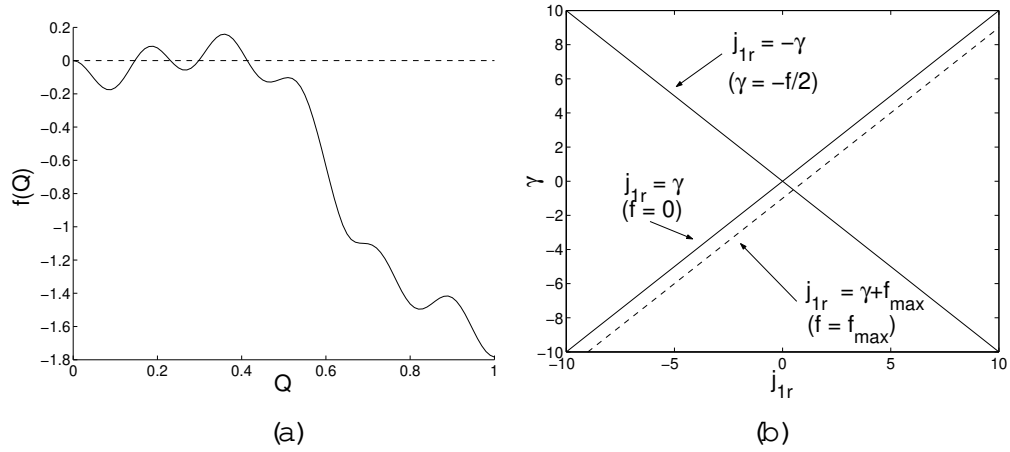 0.2
0
−0.2
−0.4
−0.6
−0.8
−1
−1.2
−1.4
−1.6
−1.8
f(Q)
0
0.2
0.4
0.6
0.8
1
Q
(a)
10
8
6
4
2
0
−2
−4
−6
−8
−10
γ
j1r = −γ
(γ = −f/2)
j1r = γ
(f = 0)
j1r = γ+fmax
(f = fmax)
−10
−5
0
5
10
j1r
(b)